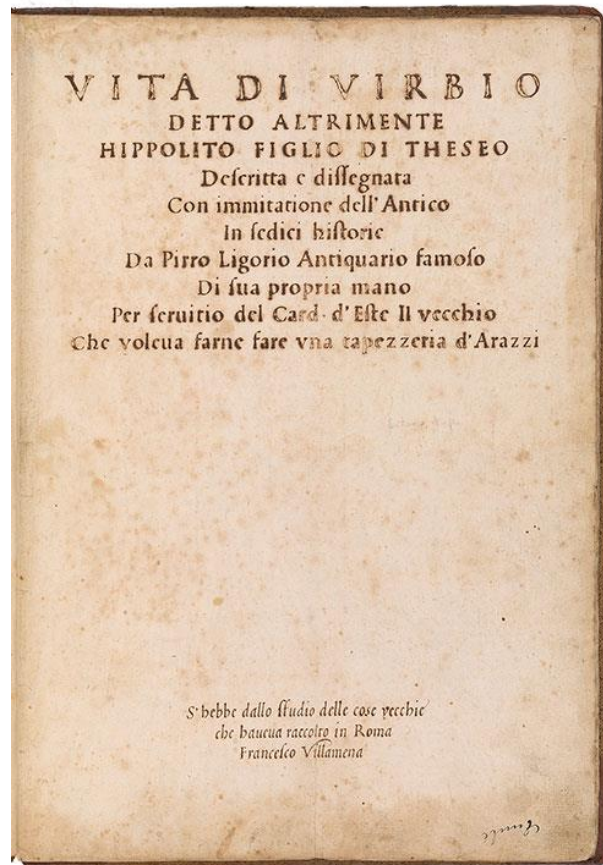 VITA DI VIRBIO
DETTO ALTRIMENTE
HIPPOLITO FIGLIO DI THESEO
Deſcritta e diſſegnata
Con immitatione dell'Antico
In ſedici hiſtorie
Da Pirro Ligorio Antiquario famoſo
Di ſua propria mano
Per ſeruitio del Card. d'Eſte Il vecchio
Che voleua farne fare vna tapezzeria d'Arazzi
S'hebbe dallo ſtudio delle coſe vecchie
che haueua raccolto in Roma
Franceſco Villamena